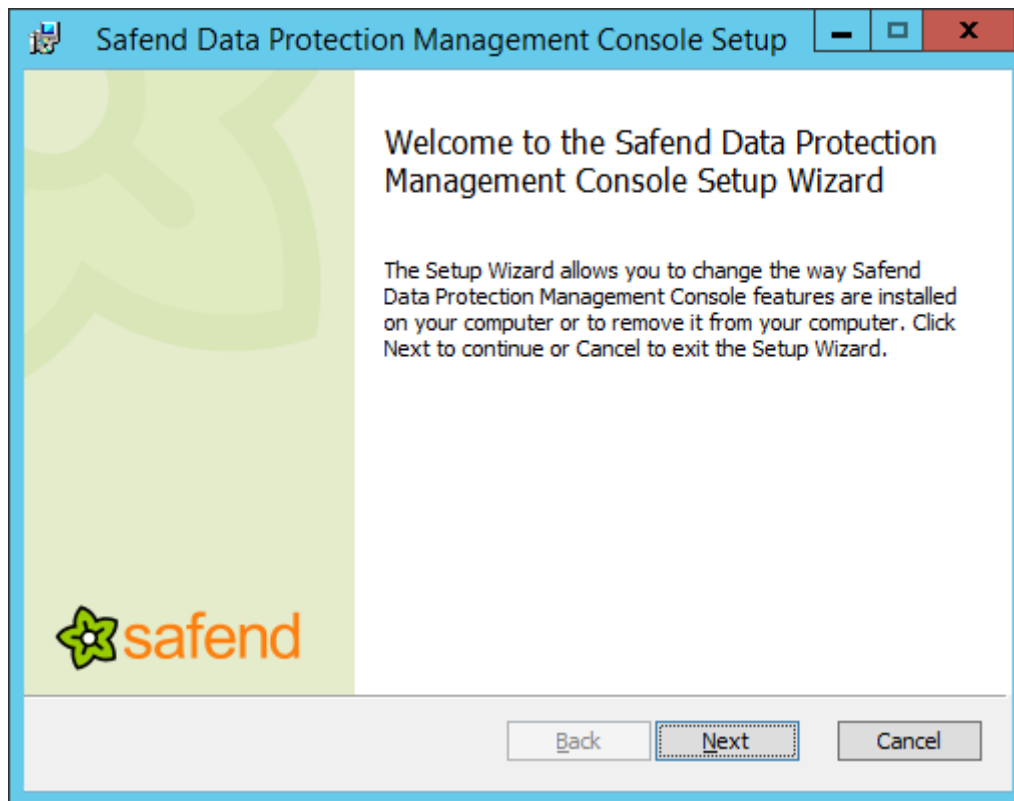 Safend Data Protection Management Console Setup
Welcome to the Safend Data Protection
Management Console Setup Wizard
The Setup Wizard allows you to change the way Safend
Data Protection Management Console features are installed
on your computer or to remove it from your computer. Click
Next to continue or Cancel to exit the Setup Wizard.
safend
Back
Next
Cancel